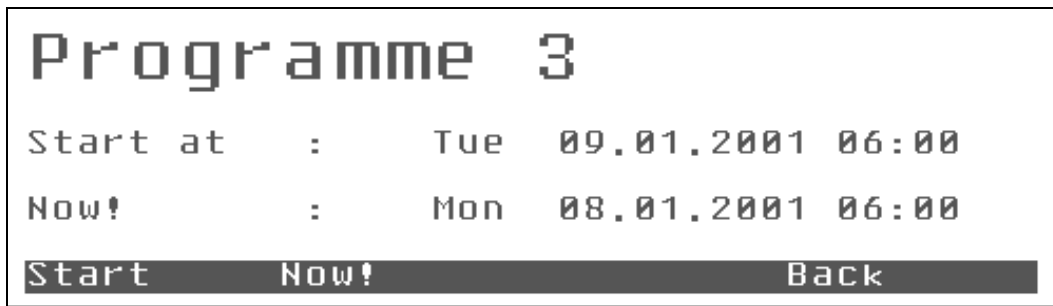 Programme 3
Start at : Tue 09.01.2001 06:00
Now! : Mon 08.01.2001 06:00
Start Now! Back